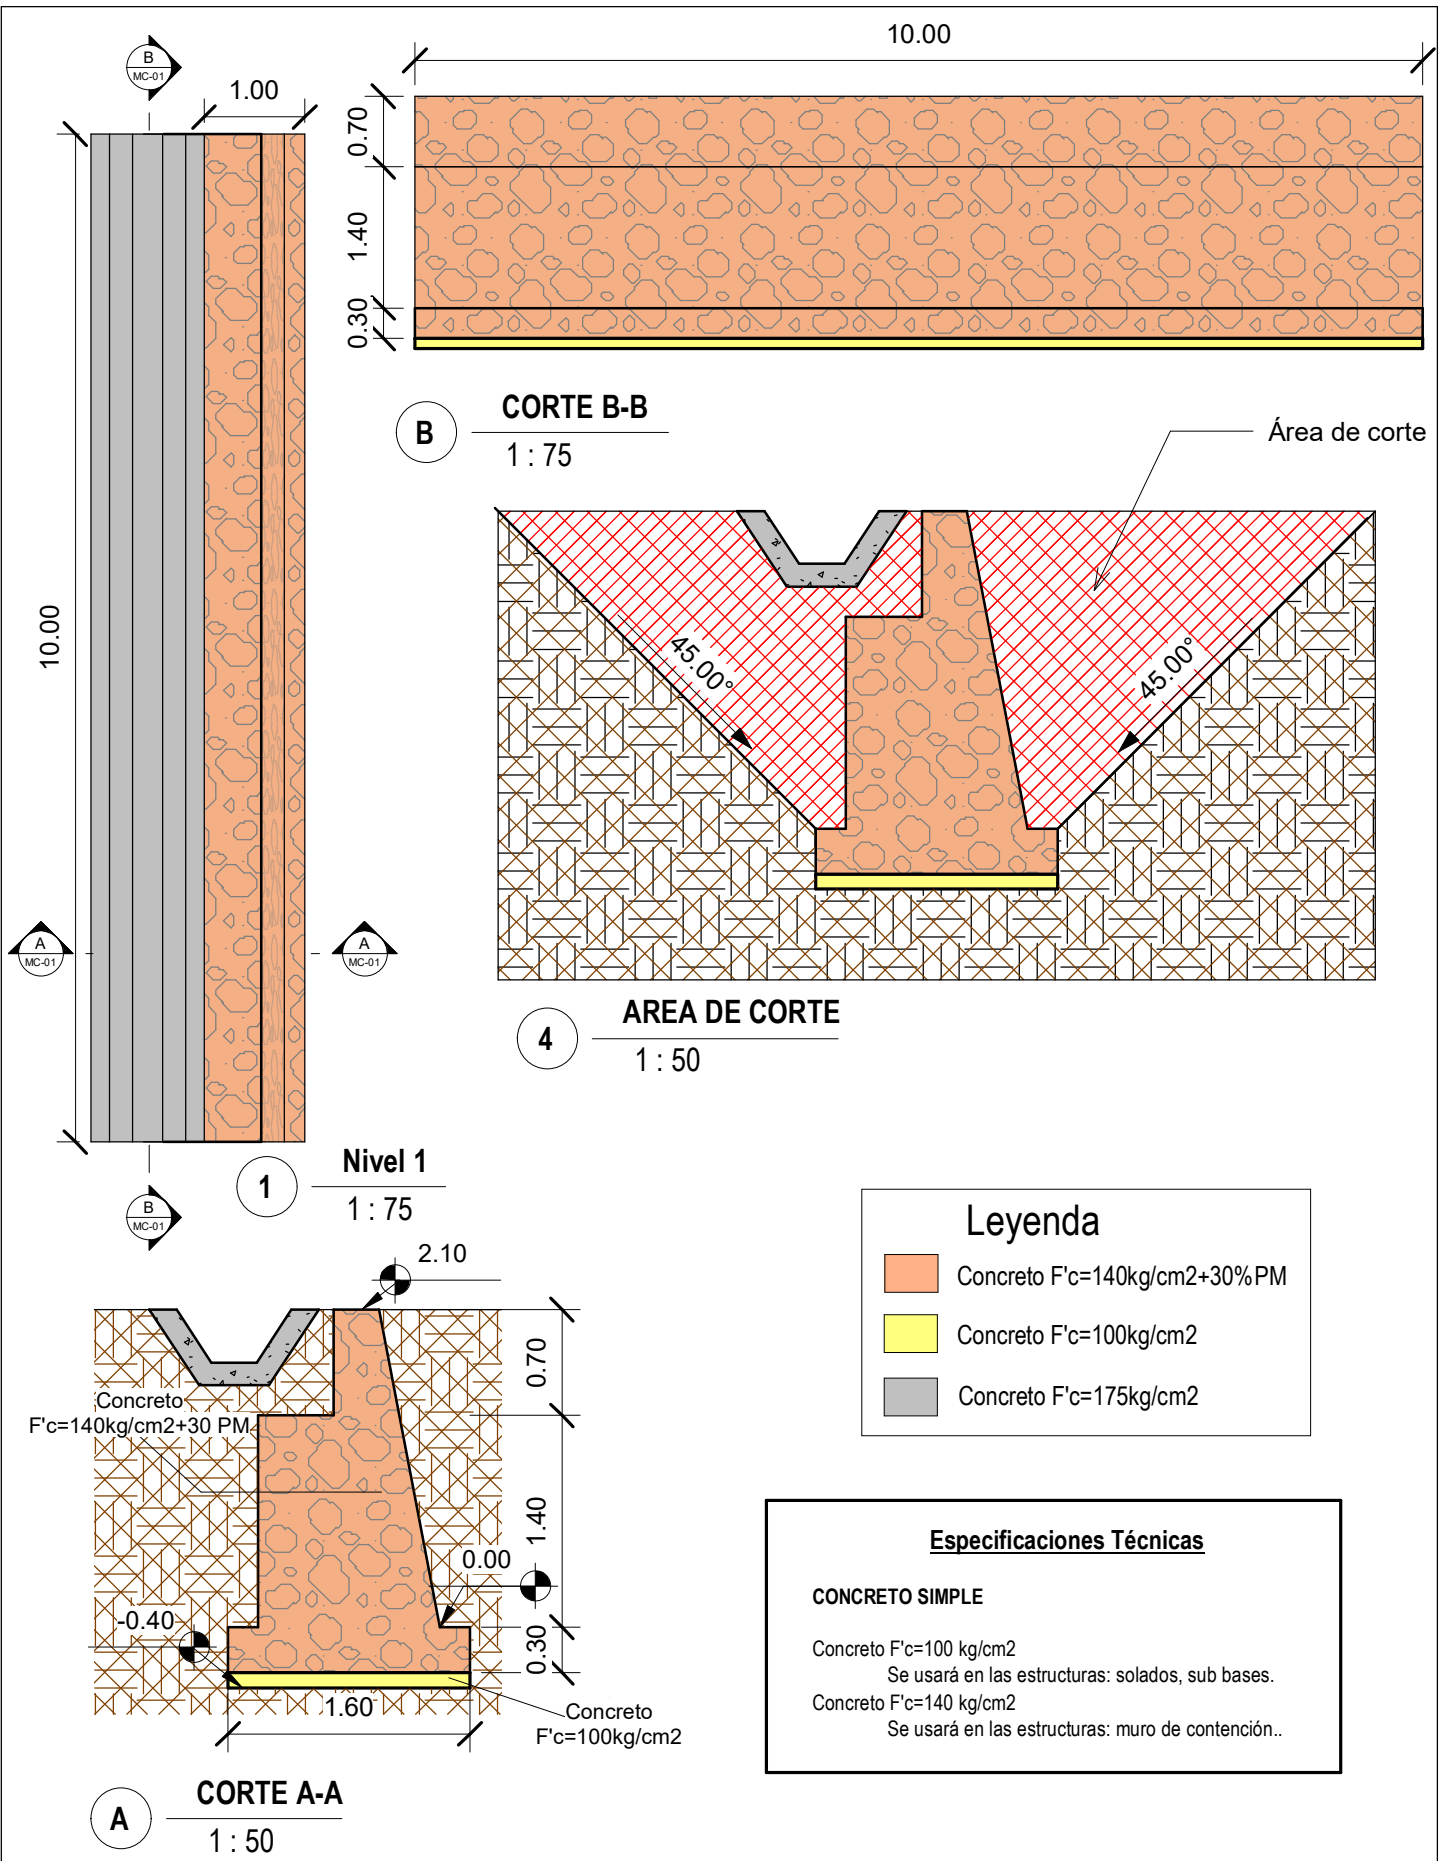 B
MC-01
1.00
10.00
A
MC-01
A
MC-01
B
MC-01
1
Nivel 1
1 : 75
10.00
0.70
1.40
0.30
B
CORTE B-B
1 : 75
Área de corte
45.00°
45.00°
4
AREA DE CORTE
1 : 50
2.10
0.70
1.40
0.30
0.00
-0.40
1.60
Concreto
F'c=140kg/cm2+30 PM
Concreto
F'c=100kg/cm2
A
CORTE A-A
1 : 50
Leyenda
Concreto F'c=140kg/cm2+30%PM
Concreto F'c=100kg/cm2
Concreto F'c=175kg/cm2
Especificaciones Técnicas
CONCRETO SIMPLE
Concreto F'c=100 kg/cm2
Se usará en las estructuras: solados, sub bases.
Concreto F'c=140 kg/cm2
Se usará en las estructuras: muro de contención..